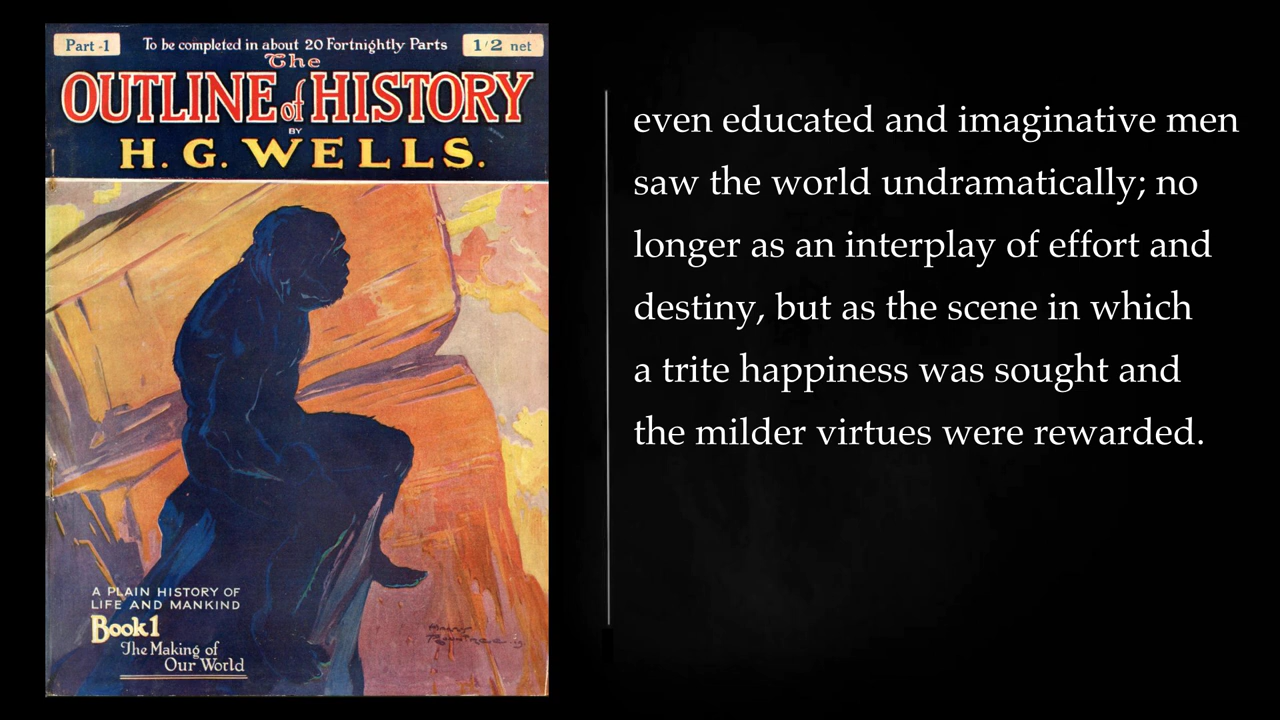 Part -1
To be completed in about 20 Fortnightly Parts
1/2 net
The
OUTLINE of HISTORY
BY
H. G. WELLS.
A PLAIN HISTORY OF
LIFE AND MANKIND
Book 1
The Making of
Our World
even educated and imaginative men
saw the world undramatically; no
longer as an interplay of effort and
destiny, but as the scene in which
a trite happiness was sought and
the milder virtues were rewarded.